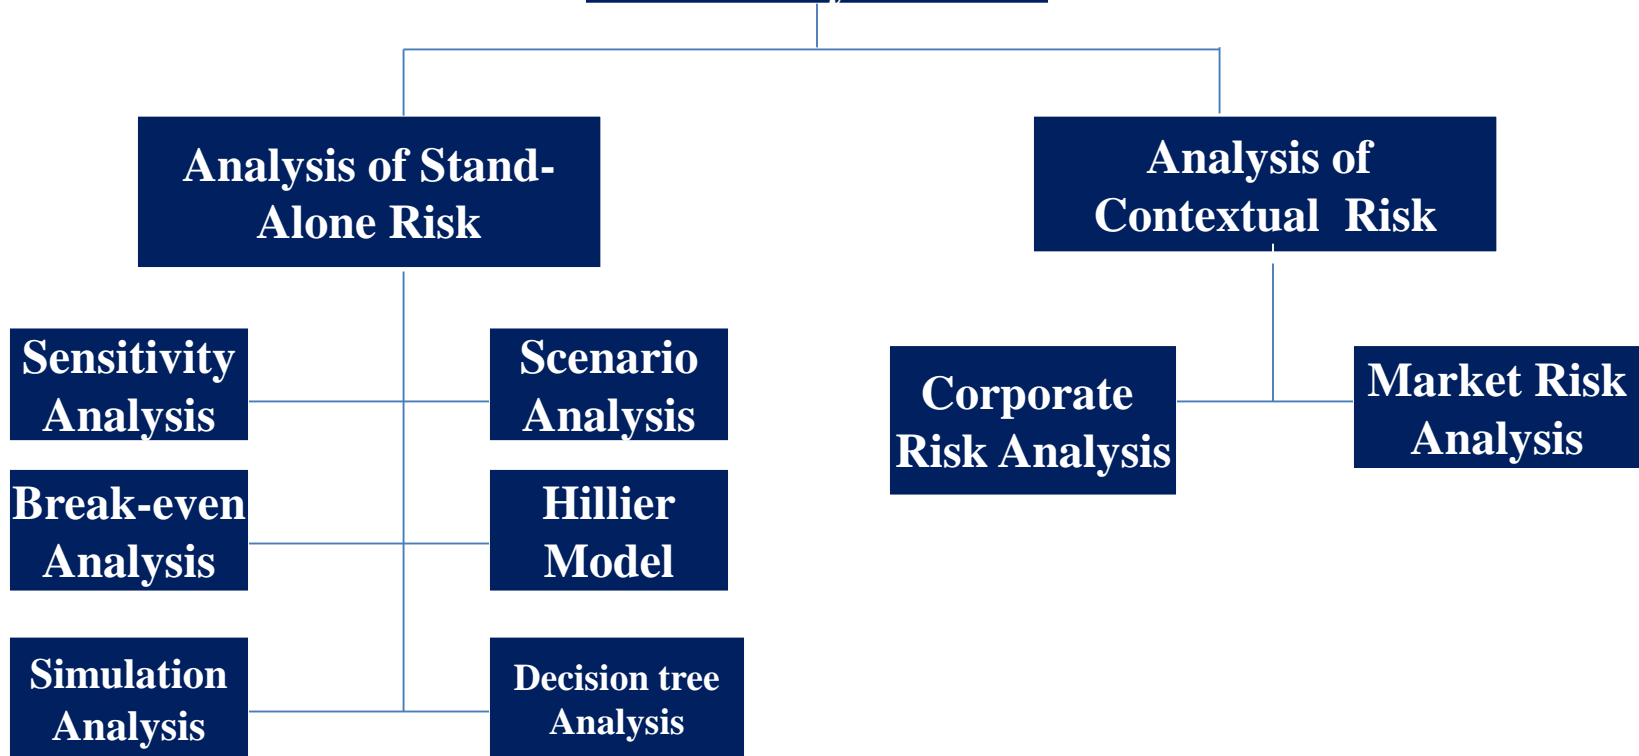 Analysis of Stand-
Alone Risk
Analysis of
Contextual Risk
Sensitivity
Analysis
Scenario
Analysis
Corporate
Risk Analysis
Market Risk
Analysis
Break-even
Analysis
Hillier
Model
Simulation
Analysis
Decision tree
Analysis